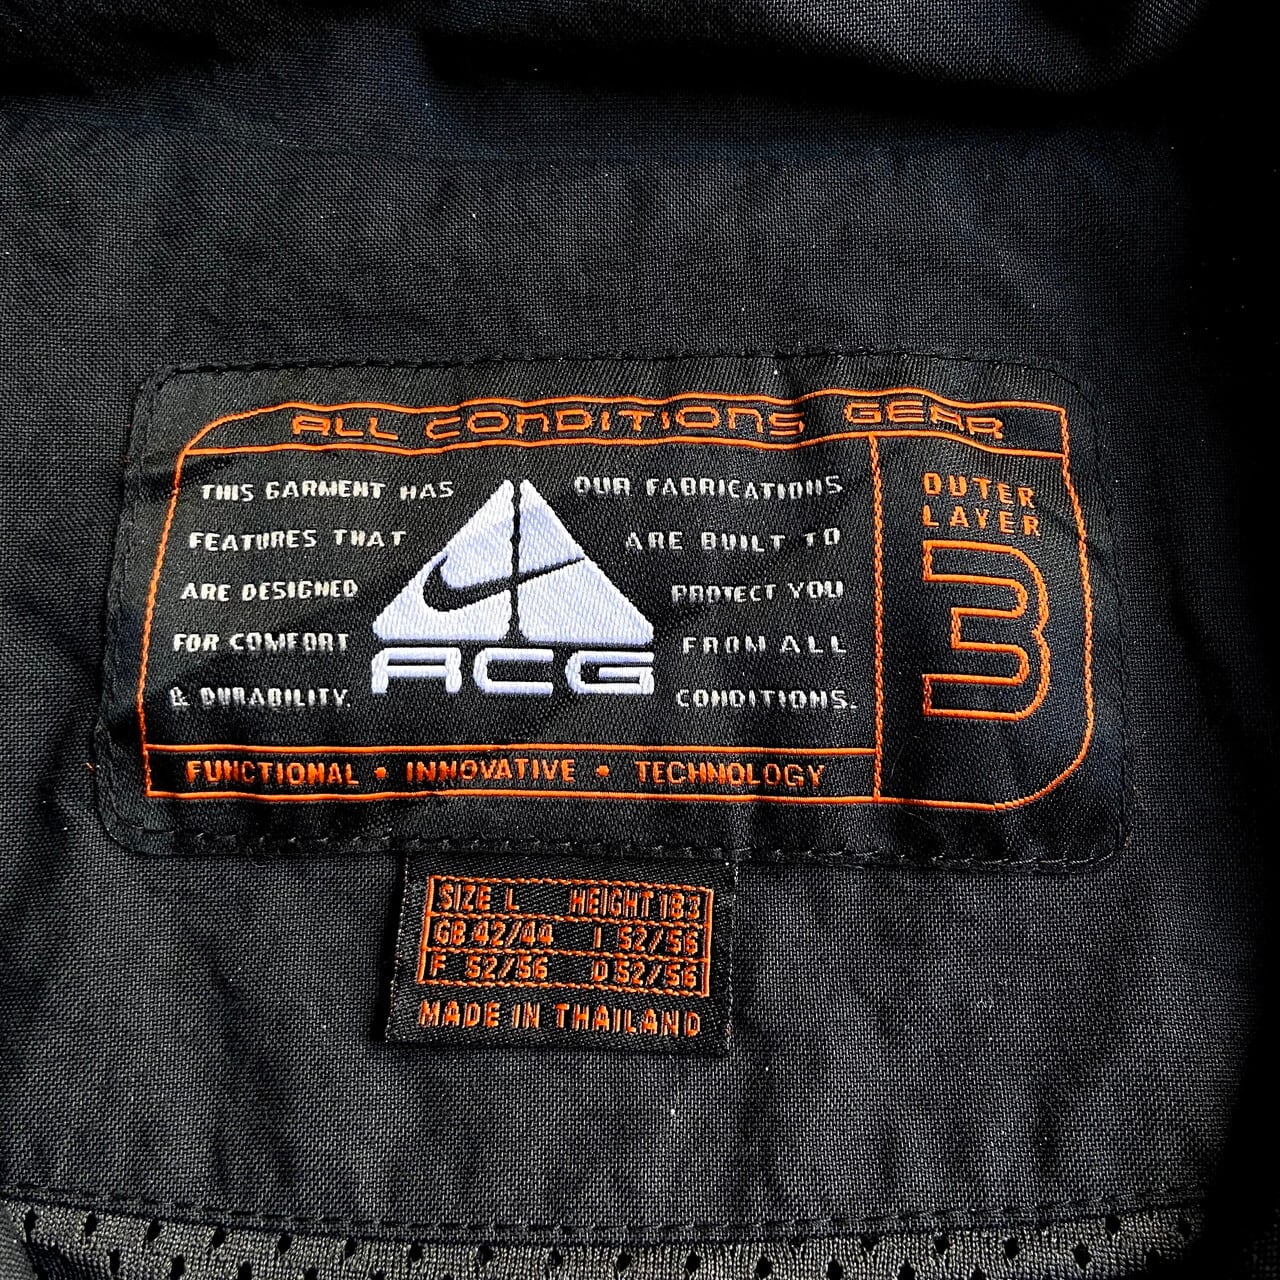 ALL CONDITIONS GEAR
THIS GARMENT HAS
FEATURES THAT
ARE DESIGNED
FOR COMFORT
& DURABILITY.
ACG
OUR FABRICATIONS
ARE BUILT TO
PROTECT YOU
FROM ALL
CONDITIONS.
OUTER
LAYER
3
FUNCTIONAL • INNOVATIVE • TECHNOLOGY
SIZE L HEIGHT 183
GB 42/44 I 52/56
F 52/56 D 52/56
MADE IN THAILAND